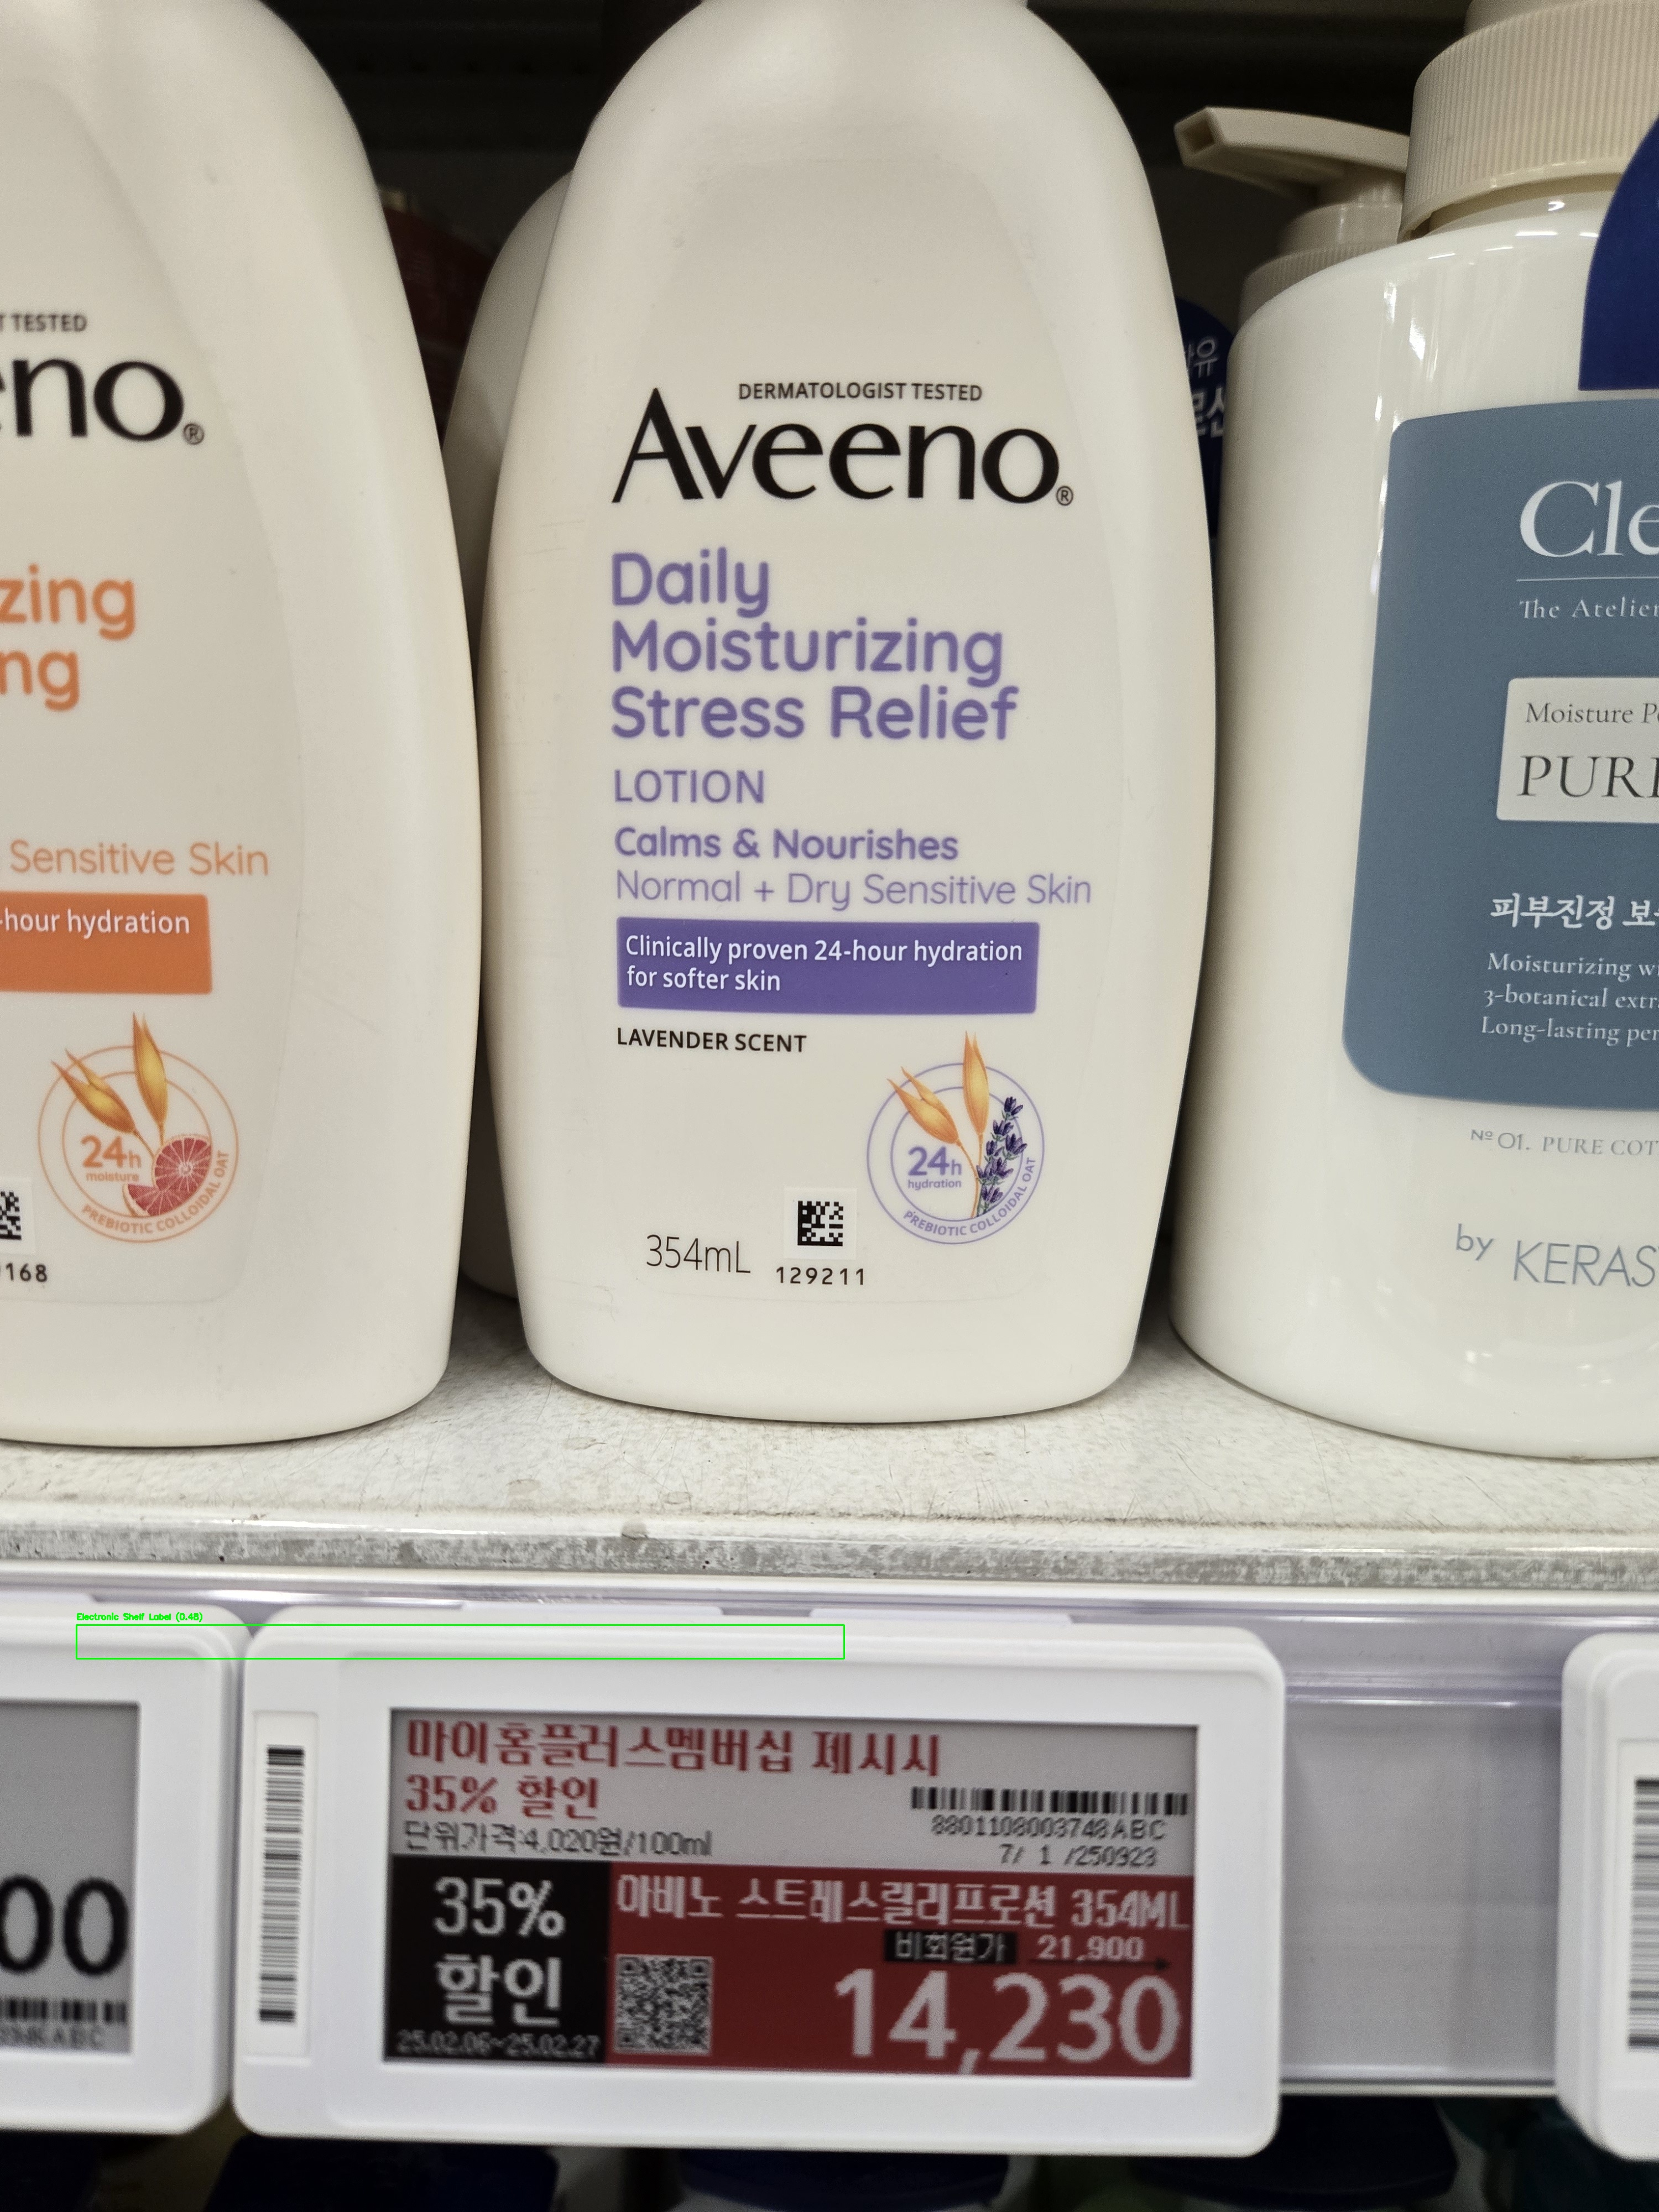 T TESTED
eno®
zing
ng
Sensitive Skin
-hour hydration
24h
moisture
PREBIOTIC COLLOIDAL OAT
168
DERMATOLOGIST TESTED
Aveeno®
Daily
Moisturizing
Stress Relief
LOTION
Calms & Nourishes
Normal + Dry Sensitive Skin
Clinically proven 24-hour hydration
for softer skin
LAVENDER SCENT
24h
hydration
PREBIOTIC COLLOIDAL OAT
354mL
129211
유
Cle
The Atelier
Moisture P
PURE
피부진정 보
Moisturizing w
3-botanical extr
Long-lasting per
Nº 01. PURE COT
by KERAS
Electronic Shelf Label (0.48)
00
마이홈플러스멤버십 제시시
35% 할인
단위가격:4,020원/100ml
8801108003748ABC
7/ 1 /250923
35%
할인
25.02.06~25.02.27
아비노 스트레스릴리프로션 354ML
비회원가 21,900
14,230